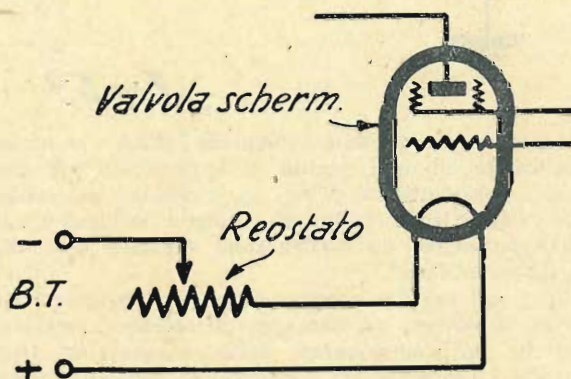 Valvola scherm.
Reostato
–
B.T.
+